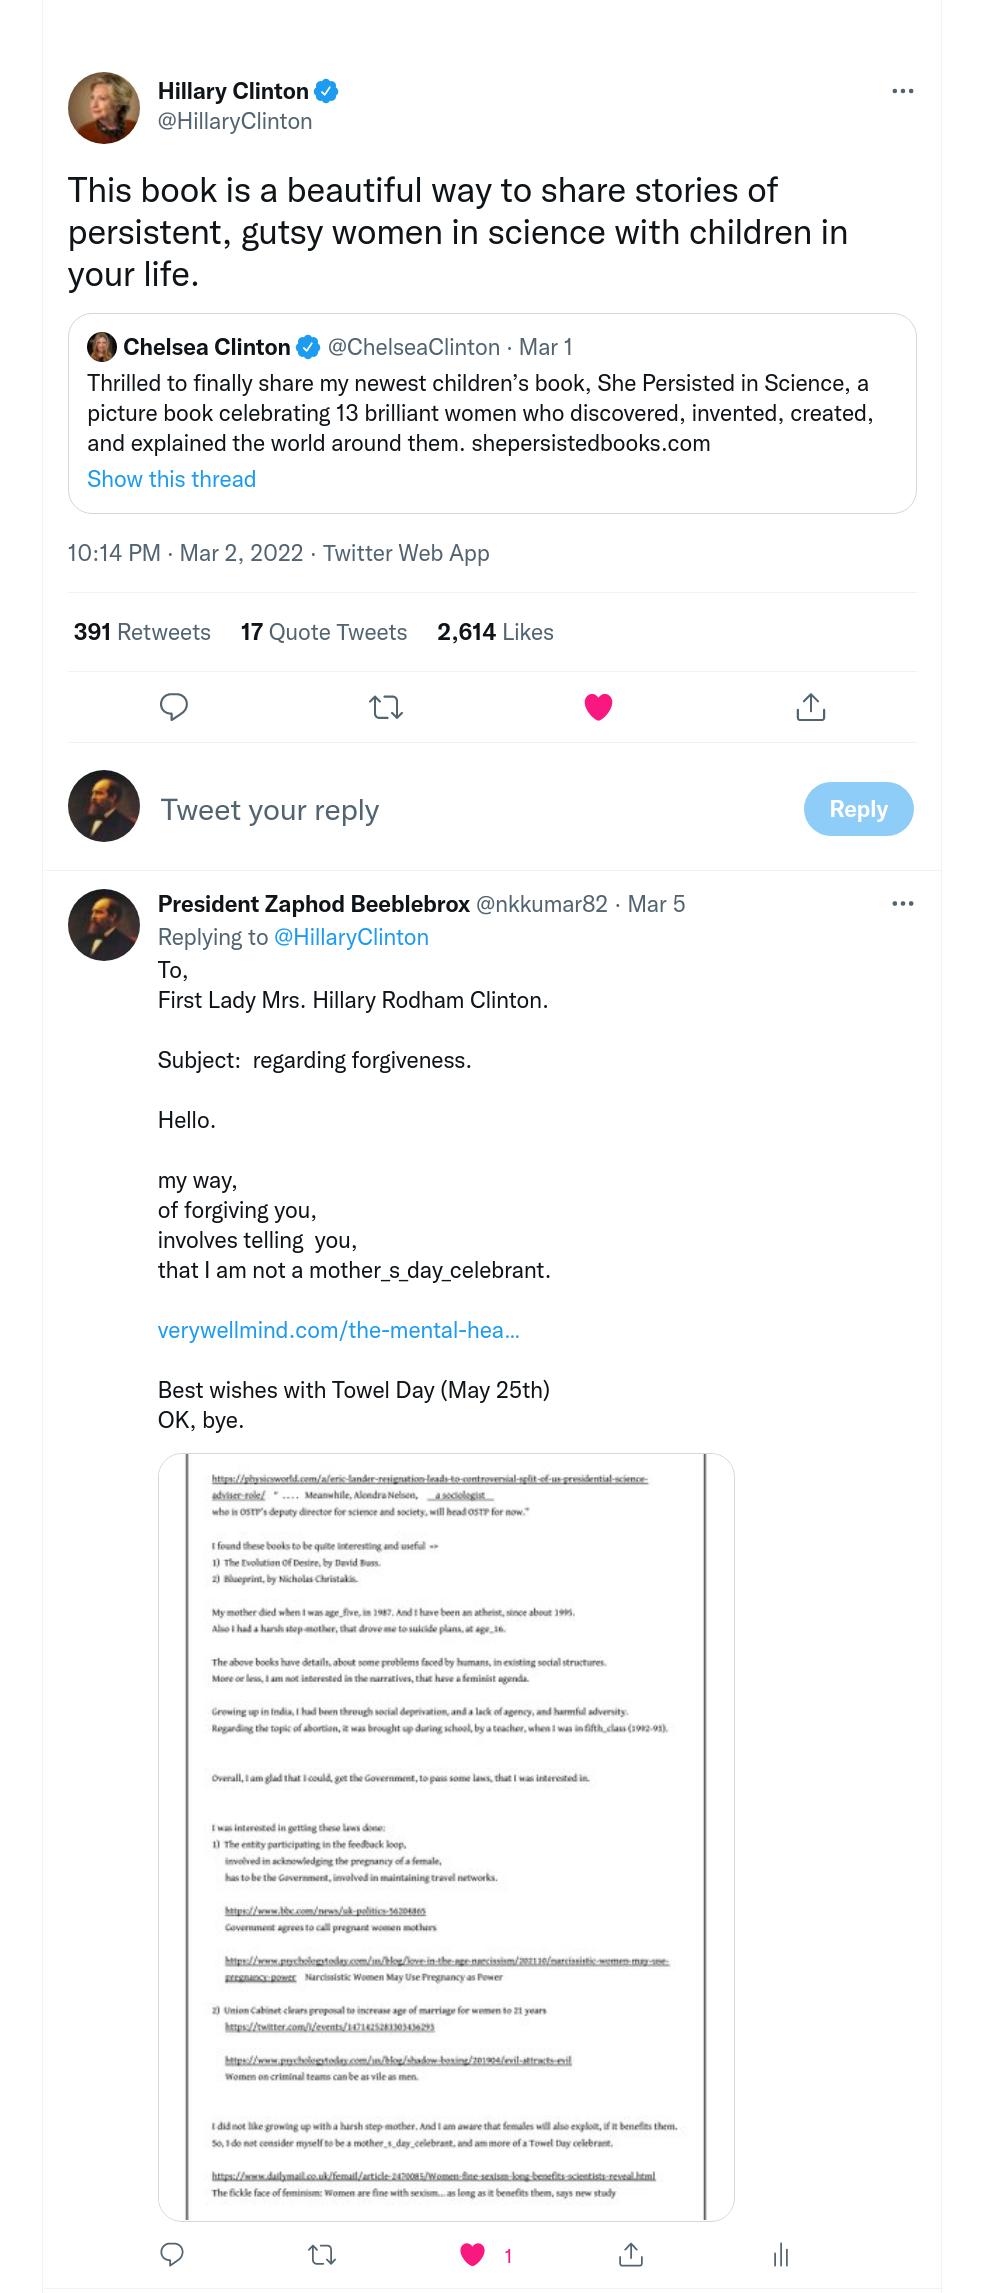 Hillary Clinton
@HillaryClinton
This book is a beautiful way to share stories of
persistent, gutsy women in science with children in
your life.
Chelsea Clinton @ChelseaClinton · Mar 1
Thrilled to finally share my newest children’s book, She Persisted in Science, a
picture book celebrating 13 brilliant women who discovered, invented, created,
and explained the world around them. shepersistedbooks.com
Show this thread
10:14 PM · Mar 2, 2022 · Twitter Web App
391 Retweets 17 Quote Tweets 2,614 Likes
Tweet your reply
Reply
President Zaphod Beeblebrox @nkkumar82 · Mar 5
Replying to @HillaryClinton
To,
First Lady Mrs. Hillary Rodham Clinton.
Subject:  regarding forgiveness.
Hello.
my way,
of forgiving you,
involves telling  you,
that I am not a mother_s_day_celebrant.
verywellmind.com/the-mental-hea…
Best wishes with Towel Day (May 25th)
OK, bye.
https://physicsworld.com/a/eric-lander-resignation-leads-to-controversial-split-of-us-presidential-science-
adviser-role/ " .... Meanwhile, Alondra Nelson, __a sociologist__
who is OSTP's deputy director for science and society, will head OSTP for now."
I found these books to be quite interesting and useful =>
1) The Evolution Of Desire, by David Buss.
2) Blueprint, by Nicholas Christakis.
My mother died when I was age_five, in 1987. And I have been an atheist, since about 1995.
Also I had a harsh step-mother, that drove me to suicide plans, at age_16.
The above books have details, about some problems faced by humans, in existing social structures.
More or less, I am not interested in the narratives, that have a feminist agenda.
Growing up in India, I had been through social deprivation, and a lack of agency, and harmful adversity.
Regarding the topic of abortion, it was brought up during school, by a teacher, when I was in fifth_class (1992-93).
Overall, I am glad that I could, get the Government, to pass some laws, that I was interested in.
I was interested in getting these laws done:
1) The entity participating in the feedback loop,
involved in acknowledging the pregnancy of a female,
has to be the Government, involved in maintaining travel networks.
https://www.bbc.com/news/uk-politics-56204865
Government agrees to call pregnant women mothers
https://www.psychologytoday.com/us/blog/love-in-the-age-narcissism/202110/narcissistic-women-may-use-
pregnancy-power Narcissistic Women May Use Pregnancy as Power
2) Union Cabinet clears proposal to increase age of marriage for women to 21 years
https://twitter.com/i/events/1471425283303436293
https://www.psychologytoday.com/us/blog/shadow-boxing/201904/evil-attracts-evil
Women on criminal teams can be as vile as men.
I did not like growing up with a harsh step-mother. And I am aware that females will also exploit, if it benefits them.
So, I do not consider myself to be a mother_s_day_celebrant, and am more of a Towel Day celebrant.
https://www.dailymail.co.uk/femail/article-2470085/Women-fine-sexism-long-benefits-scientists-reveal.html
The fickle face of feminism: Women are fine with sexism... as long as it benefits them, says new study
1